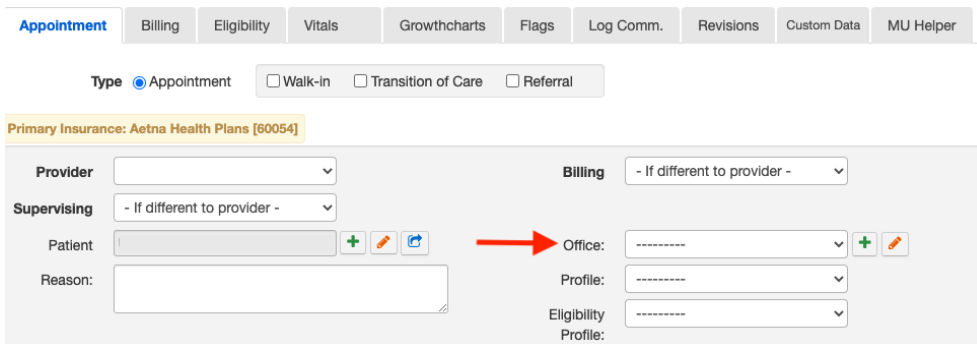 Appointment Billing Eligibility Vitals Growthcharts Flags Log Comm. Revisions Custom Data MU Helper
Type Appointment Walk-in Transition of Care Referral
Primary Insurance: Aetna Health Plans [60054]
Provider Billing - If different to provider -
Supervising - If different to provider -
Patient Office: ---------
Reason: Profile: ---------
Eligibility Profile: ---------